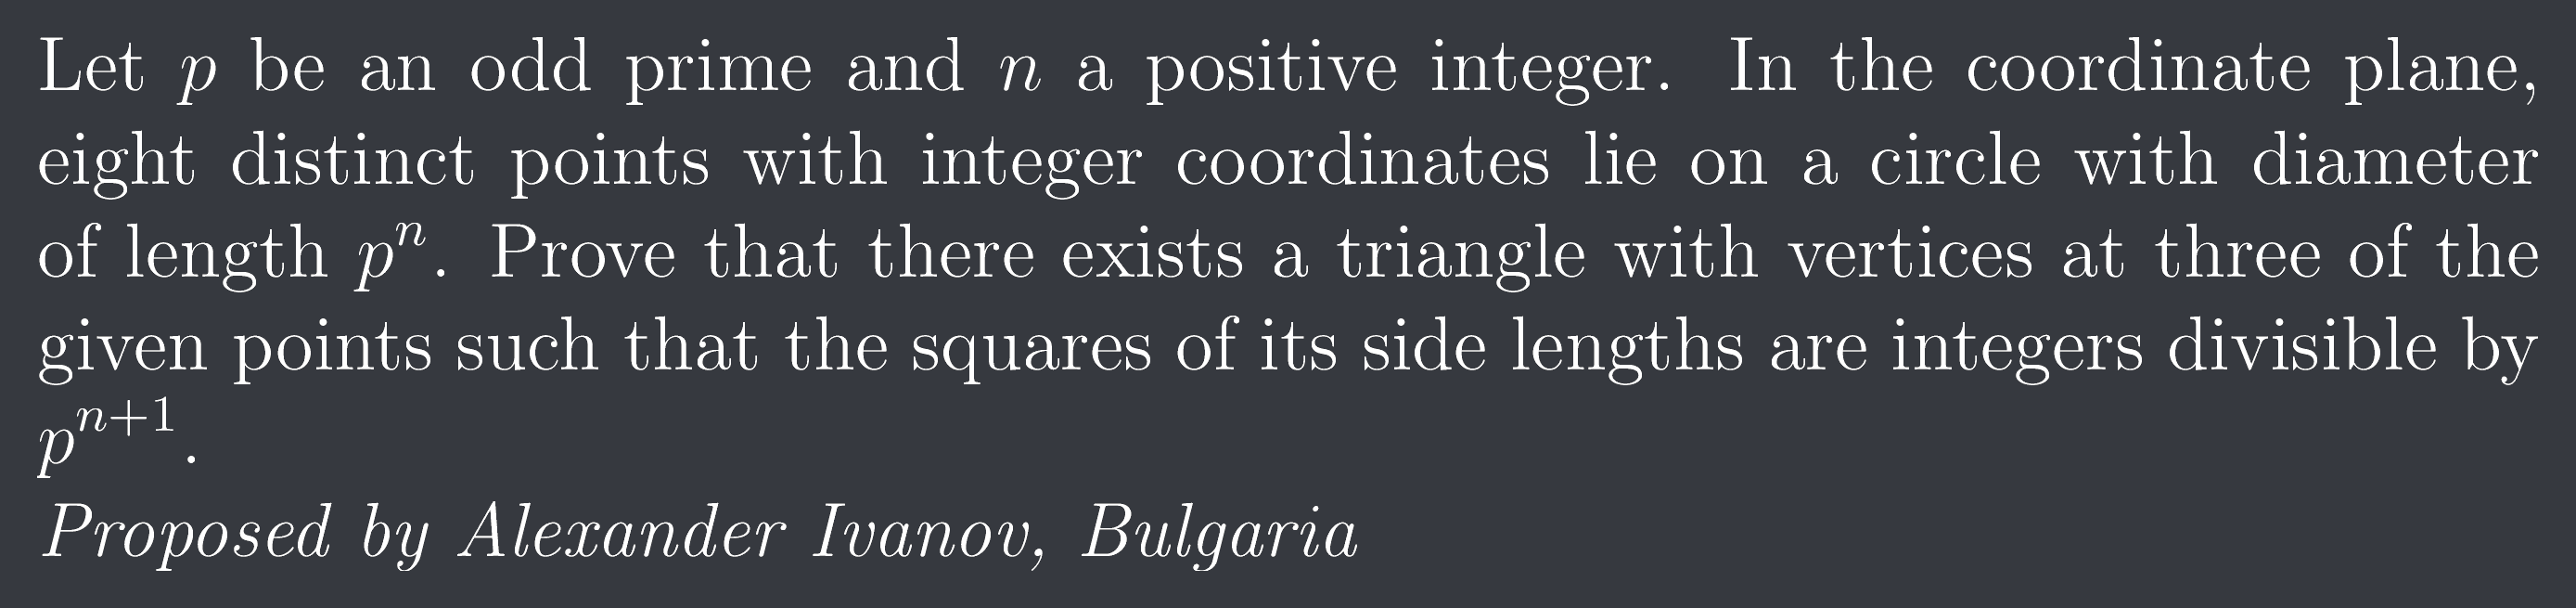 Let p be an odd prime and n a positive integer. In the coordinate plane,
eight distinct points with integer coordinates lie on a circle with diameter
of length pⁿ. Prove that there exists a triangle with vertices at three of the
given points such that the squares of its side lengths are integers divisible by
pⁿ⁺¹.
Proposed by Alexander Ivanov, Bulgaria